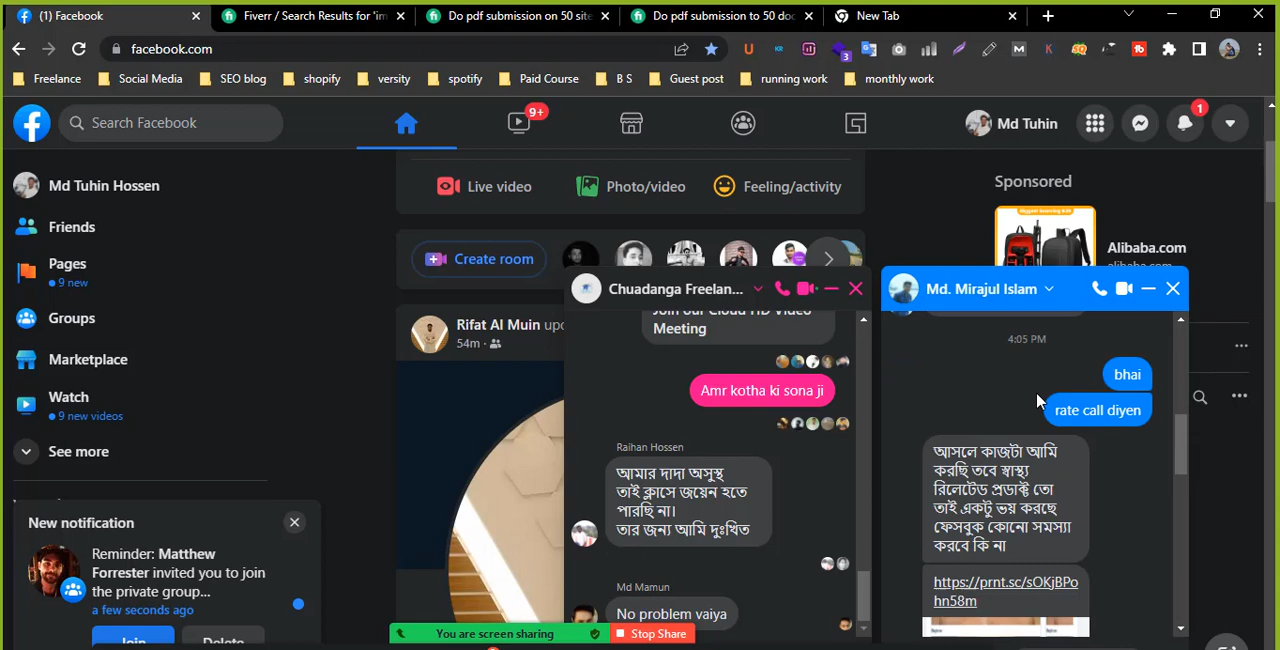 (1) Facebook
Fiverr / Search Results for 'im
Do pdf submission on 50 site
Do pdf submission to 50 doc
New Tab
facebook.com
3
Freelance
Social Media
SEO blog
shopify
versity
spotify
Paid Course
B S
Guest post
running work
monthly work
Search Facebook
9+
Md Tuhin
1
Md Tuhin Hossen
Friends
Pages
9 new
Groups
Marketplace
Watch
9 new videos
See more
New notification
Reminder: Matthew
Forrester invited you to join
the private group...
a few seconds ago
Join
Delete
Live video
Photo/video
Feeling/activity
Create room
Rifat Al Muin upd
54m
Sponsored
Alibaba.com
alibaba.com
Chuadanga Freelan...
Join our Cloud HD Video
Meeting
Amr kotha ki sona ji
Raihan Hossen
আমার দাদা অসুস্থ
তাই ক্লাসে জয়েন হতে
পারছি না।
তার জন্য আমি দুঃখিত
Md Mamun
No problem vaiya
Md. Mirajul Islam
4:05 PM
bhai
rate call diyen
আসলে কাজটা আমি
করছি তবে স্বাস্থ্য
রিলেটেড প্রডাক্ট তো
তাই একটু ভয় করছে
ফেসবুক কোনো সমস্যা
করবে কি না
https://prnt.sc/sOKjBPo
hn58m
You are screen sharing
Stop Share